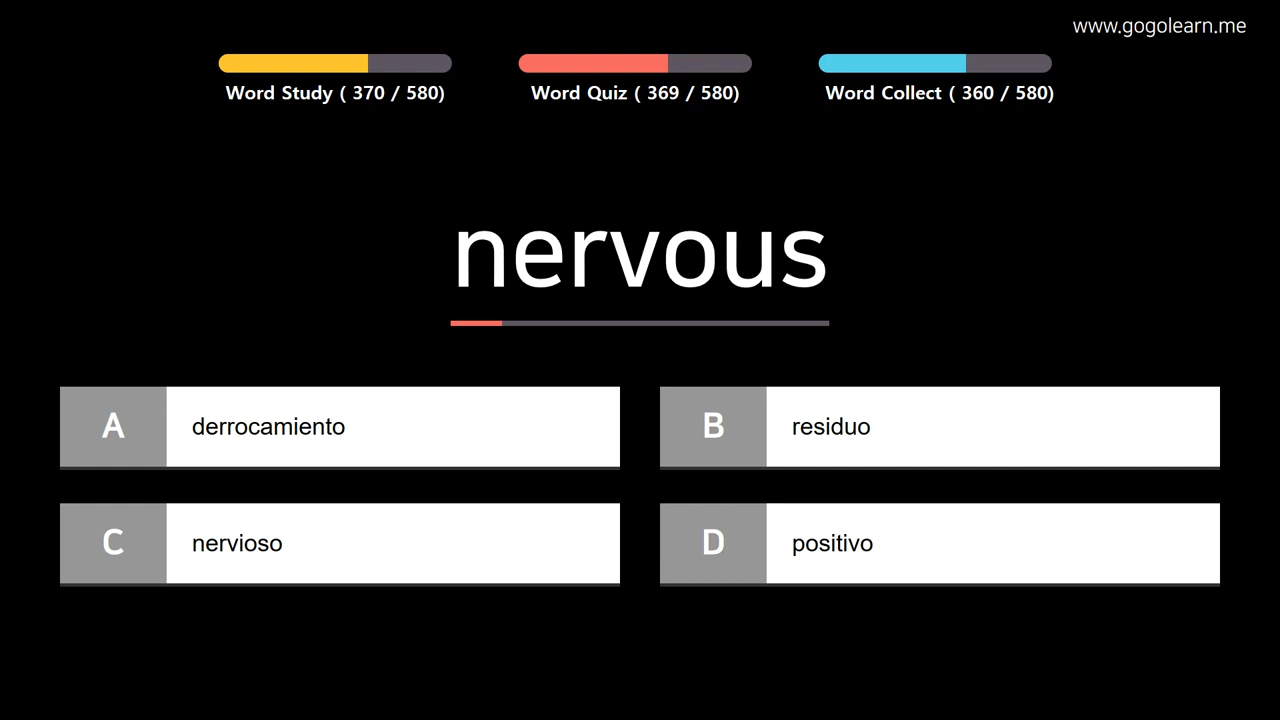 www.gogolearn.me
Word Study ( 370 / 580)
Word Quiz ( 369 / 580)
Word Collect ( 360 / 580)
nervous
A derrocamiento
B residuo
C nervioso
D positivo